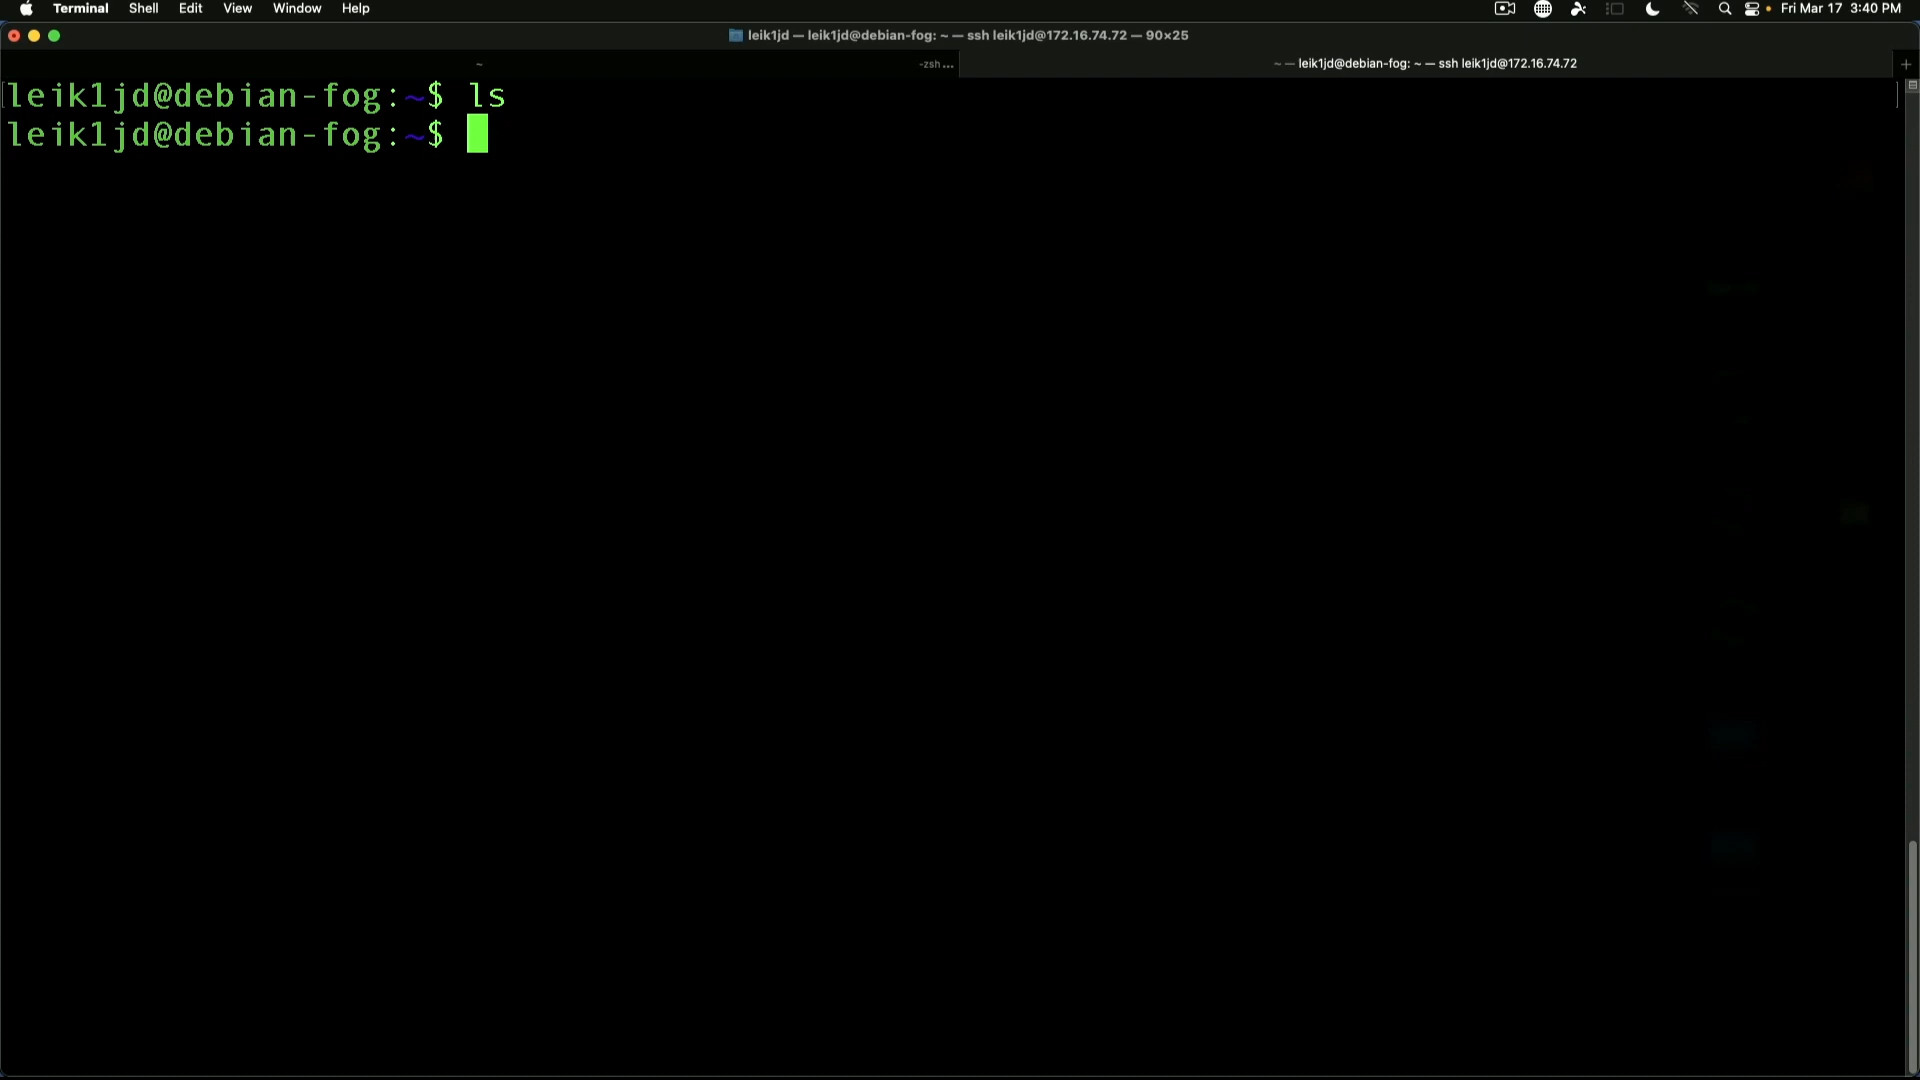 Terminal Shell Edit View Window Help Fri Mar 17 3:40 PM
leik1jd — leik1jd@debian-fog: ~ — ssh leik1jd@172.16.74.72 — 90×25
~ -zsh ... ~ — leik1jd@debian-fog: ~ — ssh leik1jd@172.16.74.72 +
leik1jd@debian-fog:~$ ls
leik1jd@debian-fog:~$